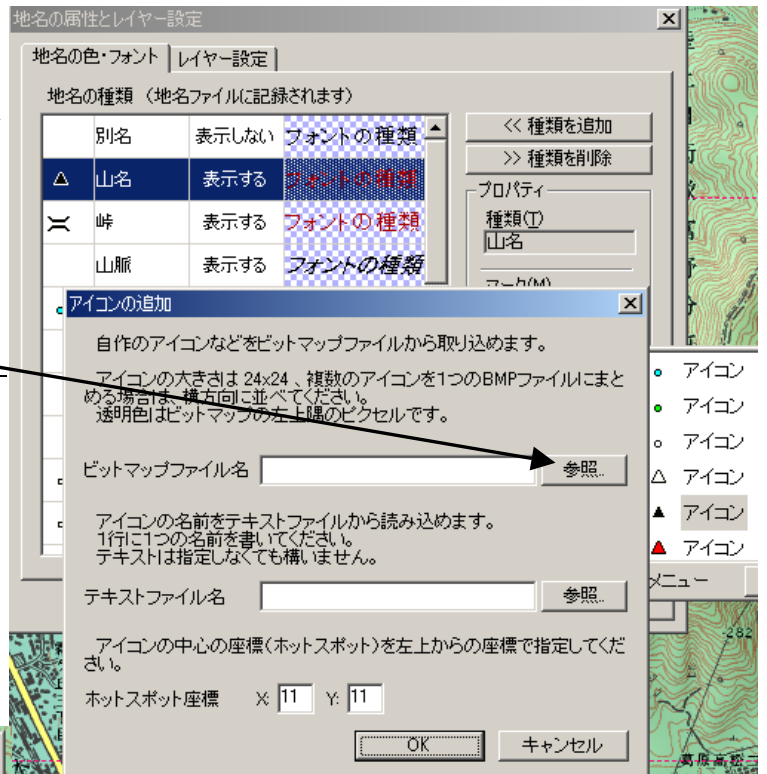 地名の属性とレイヤー設定
地名の色・フォント レイヤー設定
地名の種類 (地名ファイルに記録されます)
別名 表示しない フォントの種類
山名 表示する フォントの種類
峠 表示する フォントの種類
山脈 表示する フォントの種類
<< 種類を追加
>> 種類を削除
プロパティ
種類(T)
山名
マーク(M)
アイコンの追加
自作のアイコンなどをビットマップファイルから取り込めます。
アイコンの大きさは 24x24 、複数のアイコンを1つのBMPファイルにまと
める場合は、横方向に並べてください。
透明色はビットマップの左上隅のピクセルです。
ビットマップファイル名 参照...
アイコンの名前をテキストファイルから読み込めます。
1行に1つの名前を書いてください。
テキストは指定しなくても構いません。
テキストファイル名 参照...
アイコンの中心の座標(ホットスポット)を左上からの座標で指定してくだ
さい。
ホットスポット座標 X: 11 Y: 11
OK キャンセル
アイコン
アイコン
アイコン
アイコン
アイコン
アイコン
メニュー
282
葛原高松